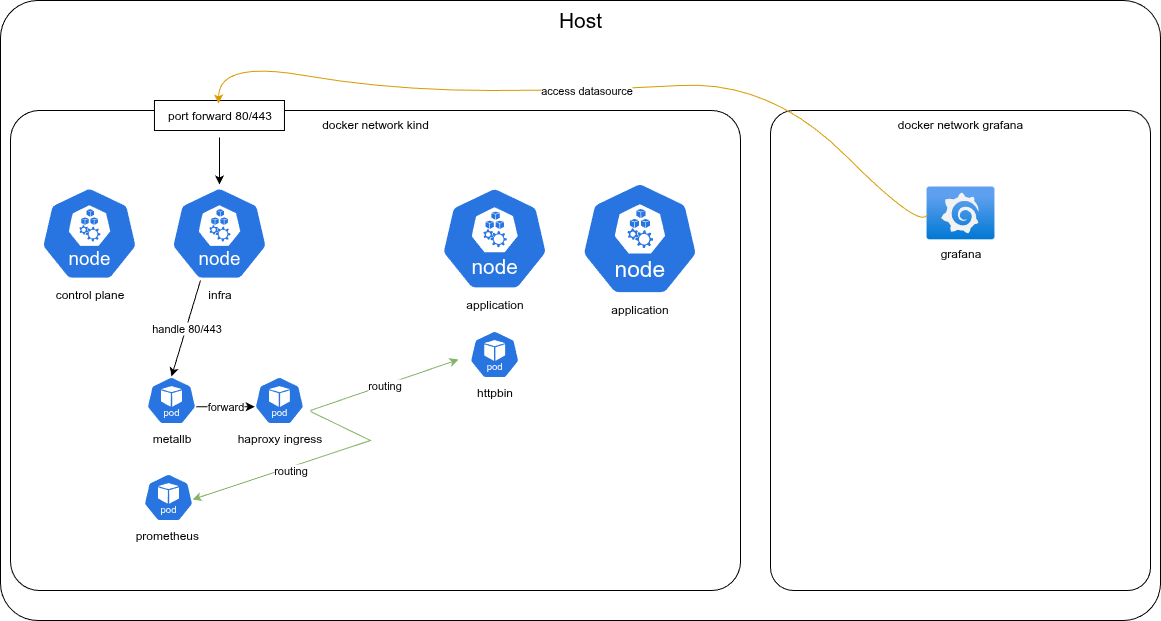 Host
access datasource
port forward 80/443
docker network kind
docker network grafana
node
node
node
node
control plane
infra
application
application
grafana
handle 80/443
pod
httpbin
routing
pod
forward
pod
metallb
haproxy ingress
routing
pod
prometheus